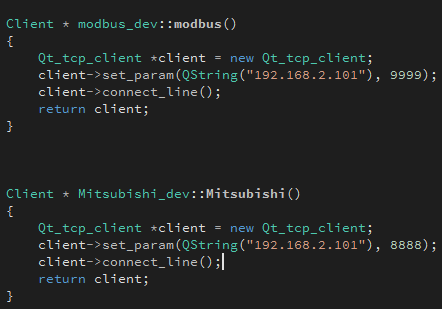 Client * modbus_dev::modbus()
{
    Qt_tcp_client *client = new Qt_tcp_client;
    client->set_param(QString("192.168.2.101"), 9999);
    client->connect_line();
    return client;
}
Client * Mitsubishi_dev::Mitsubishi()
{
    Qt_tcp_client *client = new Qt_tcp_client;
    client->set_param(QString("192.168.2.101"), 8888);
    client->connect_line();
    return client;
}